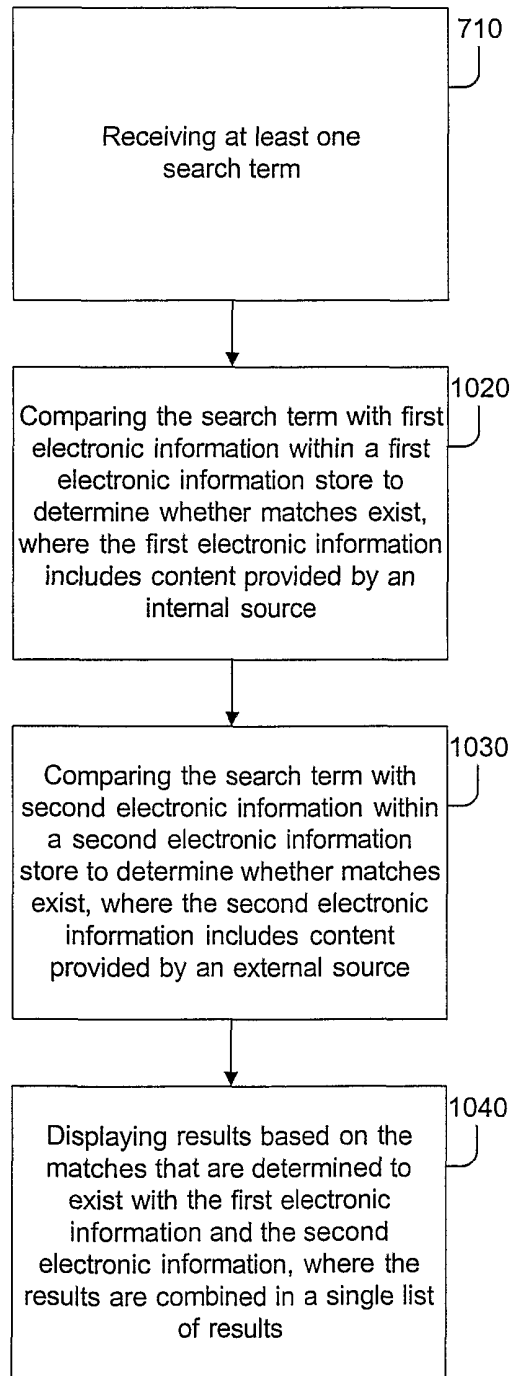 710
Receiving at least one
search term
1020
Comparing the search term with first
electronic information within a first
electronic information store to
determine whether matches exist,
where the first electronic information
includes content provided by an
internal source
1030
Comparing the search term with
second electronic information within
a second electronic information
store to determine whether matches
exist, where the second electronic
information includes content
provided by an external source
1040
Displaying results based on the
matches that are determined to
exist with the first electronic
information and the second
electronic information, where the
results are combined in a single list
of results